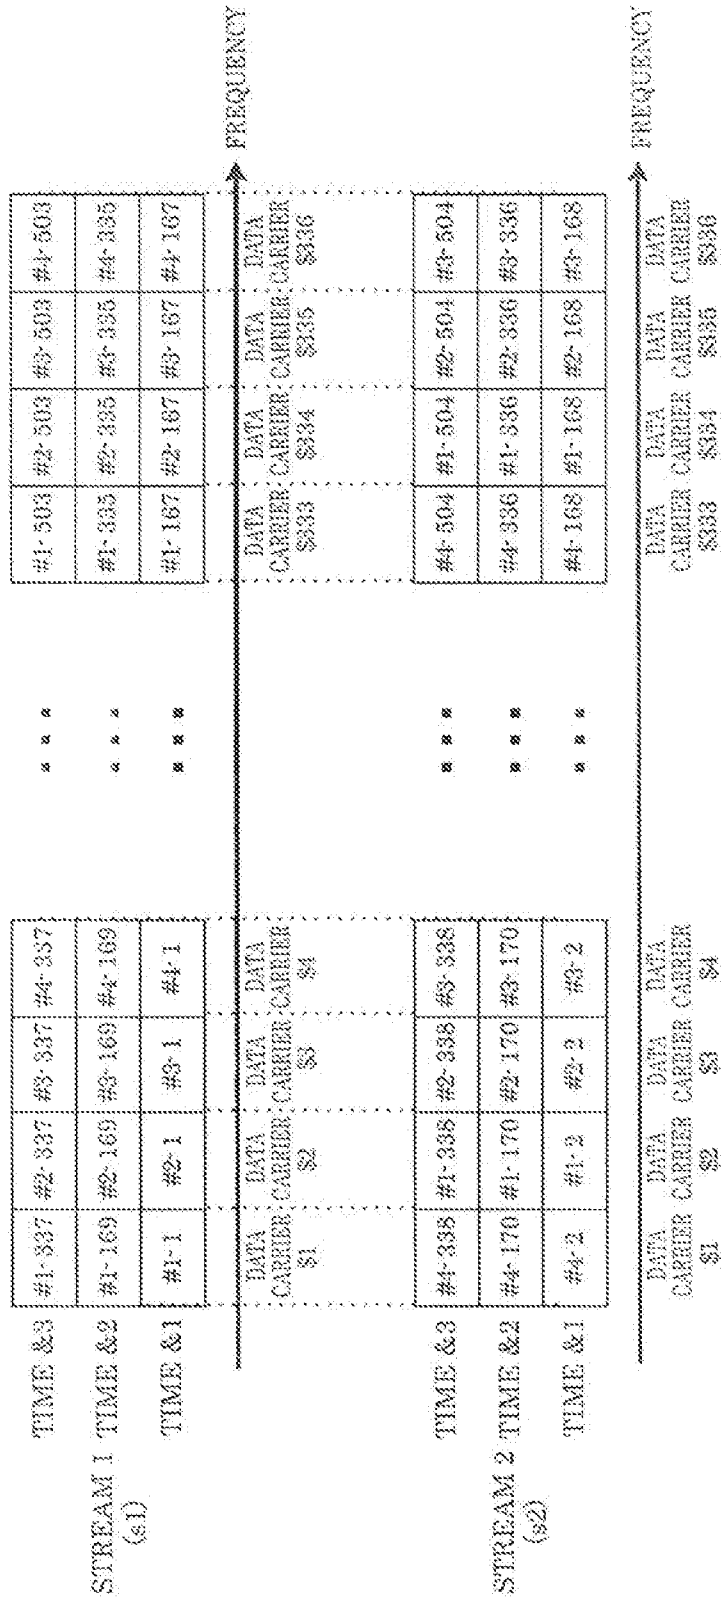 STREAM 1
(s1)
TIME &3 #1-337 #2-337 #3-337 #4-337 ... #1-503 #2-503 #3-503 #4-503
TIME &2 #1-169 #2-169 #3-169 #4-169 ... #1-335 #2-335 #3-335 #4-335
TIME &1 #1-1 #2-1 #3-1 #4-1 ... #1-167 #2-167 #3-167 #4-167
FREQUENCY
DATA DATA DATA DATA DATA DATA DATA DATA
CARRIER CARRIER CARRIER CARRIER CARRIER CARRIER CARRIER CARRIER
$1 $2 $3 $4 $333 $334 $335 $336
STREAM 2
(s2)
TIME &3 #4-338 #1-338 #2-338 #3-338 ... #4-504 #1-504 #2-504 #3-504
TIME &2 #4-170 #1-170 #2-170 #3-170 ... #4-336 #1-336 #2-336 #3-336
TIME &1 #4-2 #1-2 #2-2 #3-2 ... #4-168 #1-168 #2-168 #3-168
FREQUENCY
DATA DATA DATA DATA DATA DATA DATA DATA
CARRIER CARRIER CARRIER CARRIER CARRIER CARRIER CARRIER CARRIER
$1 $2 $3 $4 $333 $334 $335 $336